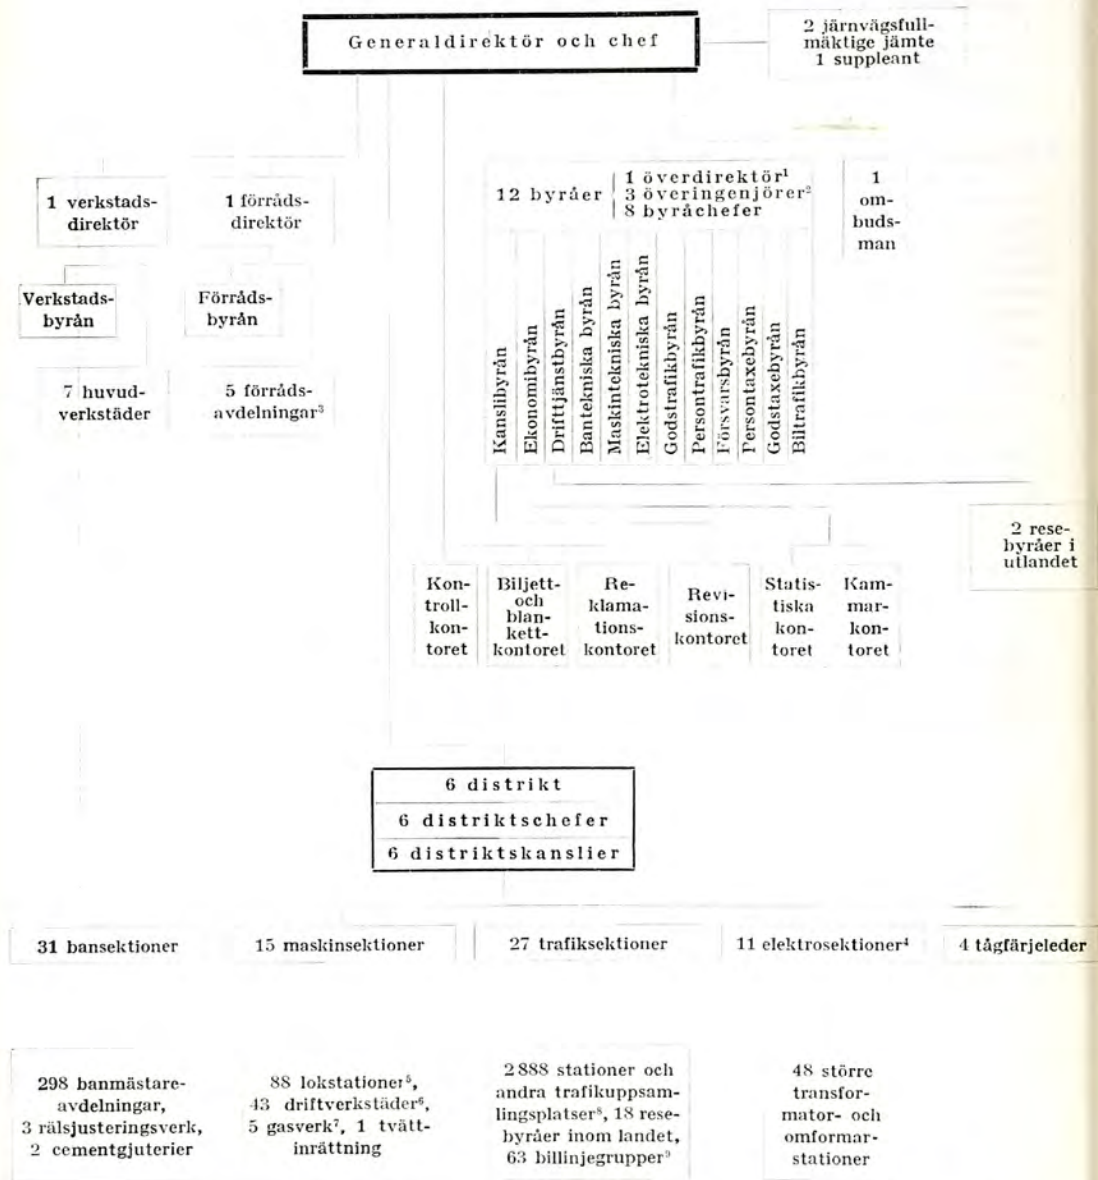 Generaldirektör och chef
2 järnvägsfull-
mäktige jämte
1 suppleant
1 verkstads-
direktör
1 förråds-
direktör
12 byråer
1 överdirektör¹
3 överingenjörer²
8 byråchefer
1
om-
buds-
man
Verkstads-
byrån
Förråds-
byrån
7 huvud-
verkstäder
5 förråds-
avdelningar³
Kanslibyrån
Ekonomibyrån
Drifttjänstbyrån
Bantekniska byrån
Maskintekniska byrån
Elektrotekniska byrån
Godstrafikbyrån
Persontrafikbyrån
Försvarsbyrån
Persontaxebyrån
Godstaxebyrån
Biltrafikbyrån
2 rese-
byråer i
utlandet
Kon-
troll-
kon-
toret
Biljett-
och
blan-
kett-
kontoret
Re-
klama-
tions-
kontoret
Revi-
sions-
kontoret
Statis-
tiska
kon-
toret
Kam-
mar-
kon-
toret
6 distrikt
6 distriktschefer
6 distriktskanslier
31 bansektioner
15 maskinsektioner
27 trafiksektioner
11 elektrosektioner⁴
4 tågfärjeleder
298 banmästare-
avdelningar,
3 rälsjusteringsverk,
2 cementgjuterier
88 lokstationer⁵,
43 driftverkstäder⁶,
5 gasverk⁷, 1 tvätt-
inrättning
2 888 stationer och
andra trafikuppsam-
lingsplatser⁸, 18 rese-
byråer inom landet,
63 billinjegrupper⁹
48 större
transfor-
mator- och
omformar-
stationer